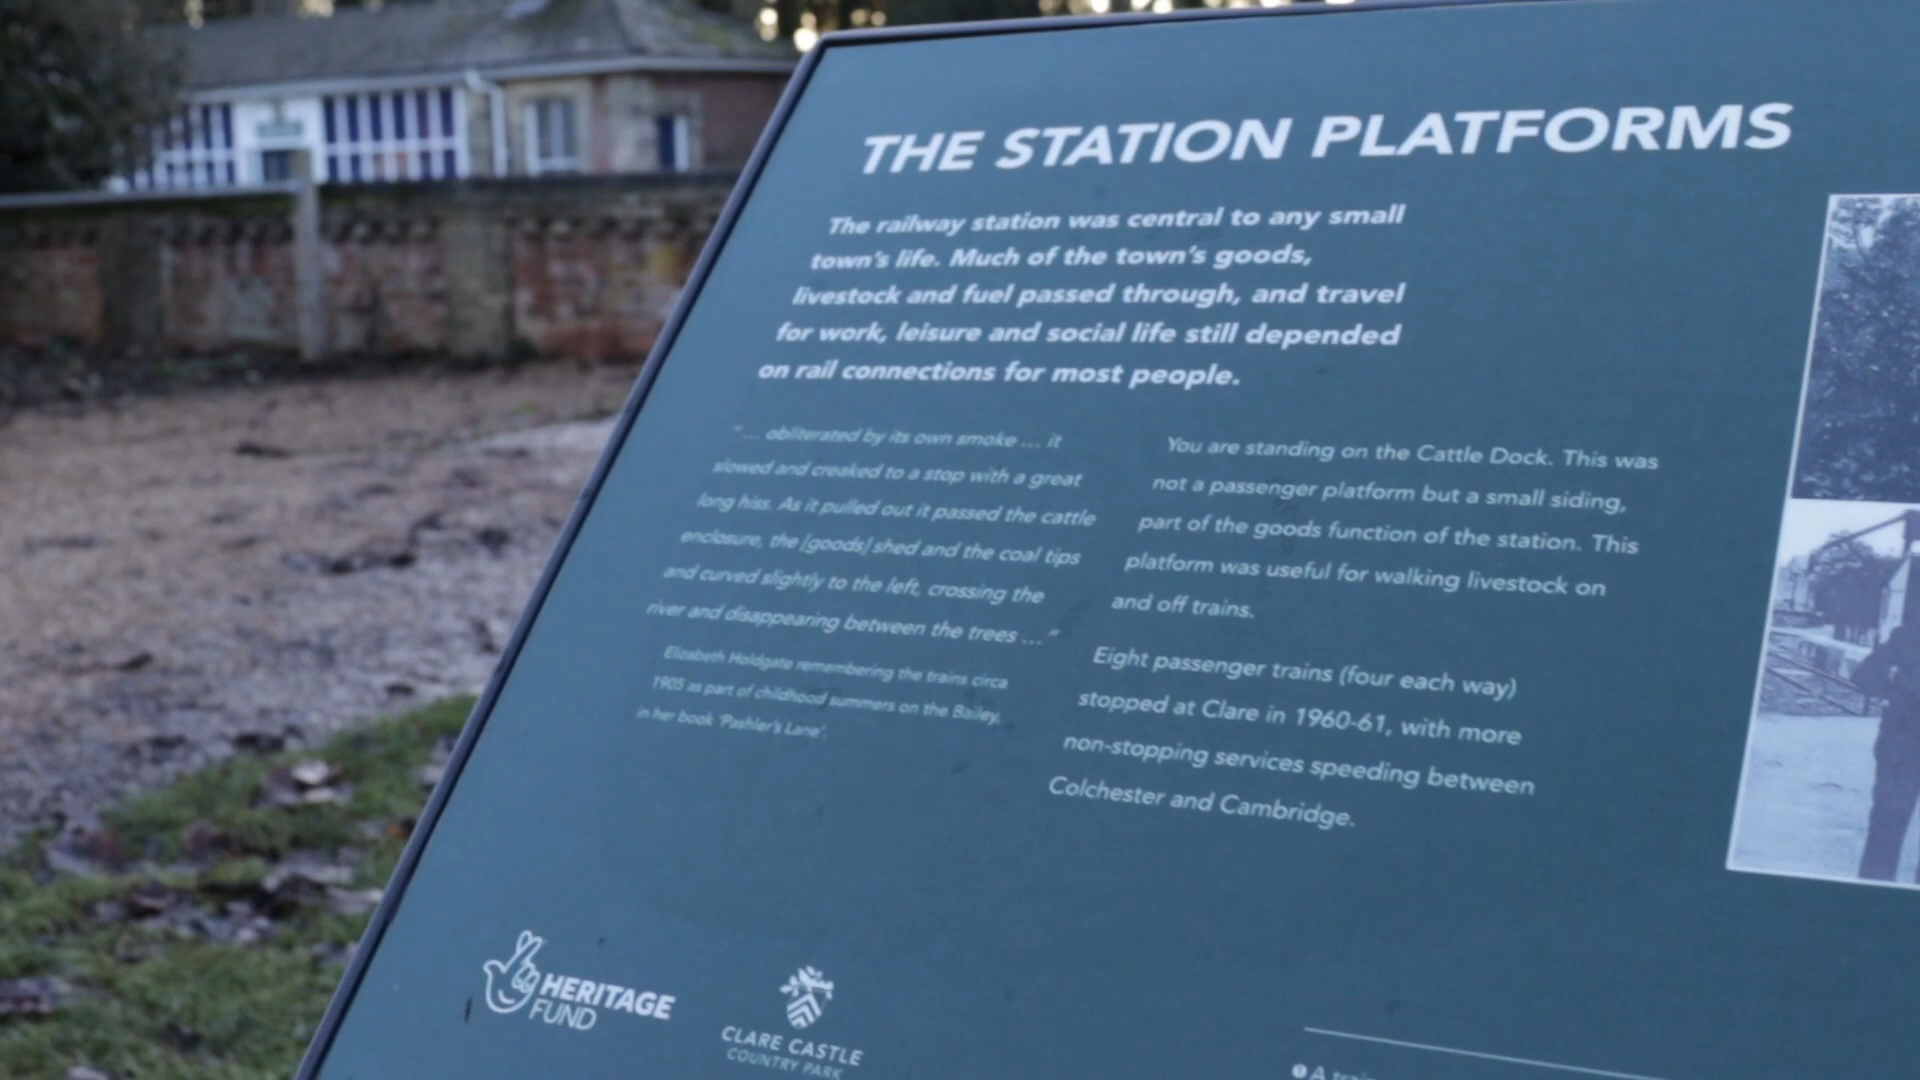 THE STATION PLATFORMS
The railway station was central to any small
town's life. Much of the town's goods,
livestock and fuel passed through, and travel
for work, leisure and social life still depended
on rail connections for most people.
"... obliterated by its own smoke ... it
slowed and creaked to a stop with a great
long hiss. As it pulled out it passed the cattle
enclosure, the [goods] shed and the coal tips
and curved slightly to the left, crossing the
river and disappearing between the trees ..."
Elizabeth Holdgate remembering the trains circa
1905 as part of childhood summers on the Bailey,
in her book 'Pashler's Lane'.
You are standing on the Cattle Dock. This was
not a passenger platform but a small siding,
part of the goods function of the station. This
platform was useful for walking livestock on
and off trains.
Eight passenger trains (four each way)
stopped at Clare in 1960-61, with more
non-stopping services speeding between
Colchester and Cambridge.
HERITAGE
FUND
CLARE CASTLE
COUNTRY PARK
1 A